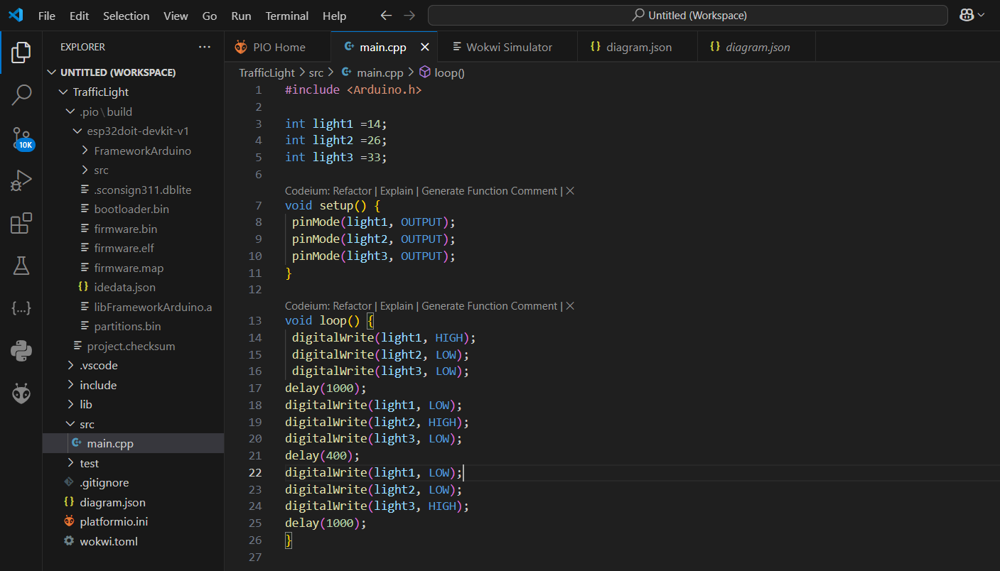 File Edit Selection View Go Run Terminal Help Untitled (Workspace)
EXPLORER ...
PIO Home main.cpp Wokwi Simulator {} diagram.json {} diagram.json
UNTITLED (WORKSPACE)
TrafficLight
.pio\build
esp32doit-devkit-v1
FrameworkArduino
src
.sconsign311.dblite
bootloader.bin
firmware.bin
firmware.elf
firmware.map
{} idedata.json
libFrameworkArduino.a
partitions.bin
project.checksum
.vscode
include
lib
src
main.cpp
test
.gitignore
{} diagram.json
platformio.ini
wokwi.toml
10K
{...}
TrafficLight > src > main.cpp > loop()
1 #include <Arduino.h>
2
3 int light1 =14;
4 int light2 =26;
5 int light3 =33;
6
Codeium: Refactor | Explain | Generate Function Comment | ×
7 void setup() {
8 pinMode(light1, OUTPUT);
9 pinMode(light2, OUTPUT);
10 pinMode(light3, OUTPUT);
11 }
12
Codeium: Refactor | Explain | Generate Function Comment | ×
13 void loop() {
14 digitalWrite(light1, HIGH);
15 digitalWrite(light2, LOW);
16 digitalWrite(light3, LOW);
17 delay(1000);
18 digitalWrite(light1, LOW);
19 digitalWrite(light2, HIGH);
20 digitalWrite(light3, LOW);
21 delay(400);
22 digitalWrite(light1, LOW);
23 digitalWrite(light2, LOW);
24 digitalWrite(light3, HIGH);
25 delay(1000);
26 }
27